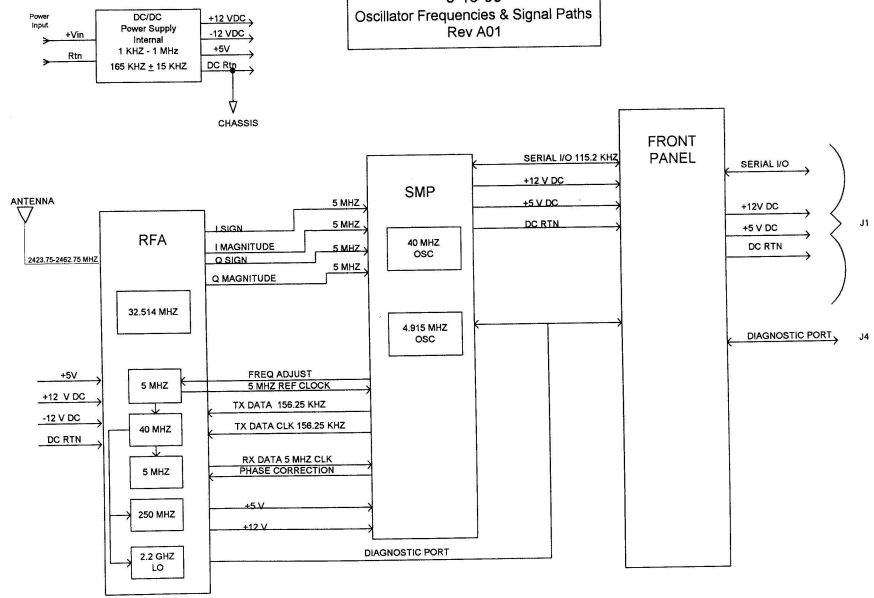 Oscillator Frequencies & Signal Paths
Rev A01
Power
Input
+Vin
Rtn
DC/DC
Power Supply
Internal
1 KHZ - 1 MHz
165 KHZ ± 15 KHZ
+12 VDC
-12 VDC
+5V
DC Rtn
CHASSIS
ANTENNA
2423.75-2462.75 MHZ
RFA
32.514 MHZ
5 MHZ
40 MHZ
5 MHZ
250 MHZ
2.2 GHZ
LO
+5V
+12 V DC
-12 V DC
DC RTN
I SIGN
I MAGNITUDE
Q SIGN
Q MAGNITUDE
5 MHZ
5 MHZ
5 MHZ
5 MHZ
FREQ ADJUST
5 MHZ REF CLOCK
TX DATA 156.25 KHZ
TX DATA CLK 156.25 KHZ
RX DATA 5 MHZ CLK
PHASE CORRECTION
+5 V
+12 V
DIAGNOSTIC PORT
SMP
40 MHZ
OSC
4.915 MHZ
OSC
SERIAL I/O 115.2 KHZ
+12 V DC
+5 V DC
DC RTN
FRONT
PANEL
SERIAL I/O
+12V DC
+5 V DC
DC RTN
J1
DIAGNOSTIC PORT
J4